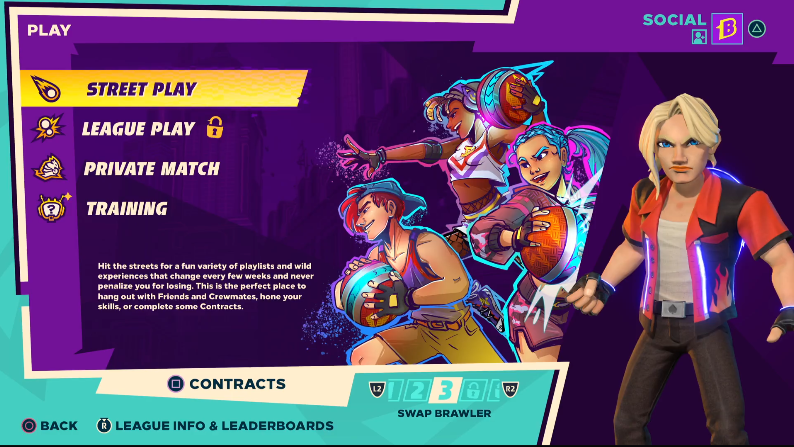 PLAY
SOCIAL
B
STREET PLAY
LEAGUE PLAY
PRIVATE MATCH
TRAINING
Hit the streets for a fun variety of playlists and wild
experiences that change every few weeks and never
penalize you for losing. This is the perfect place to
hang out with Friends and Crewmates, hone your
skills, or complete some Contracts.
CONTRACTS
L2 1 2 3 R2
SWAP BRAWLER
BACK
R LEAGUE INFO & LEADERBOARDS